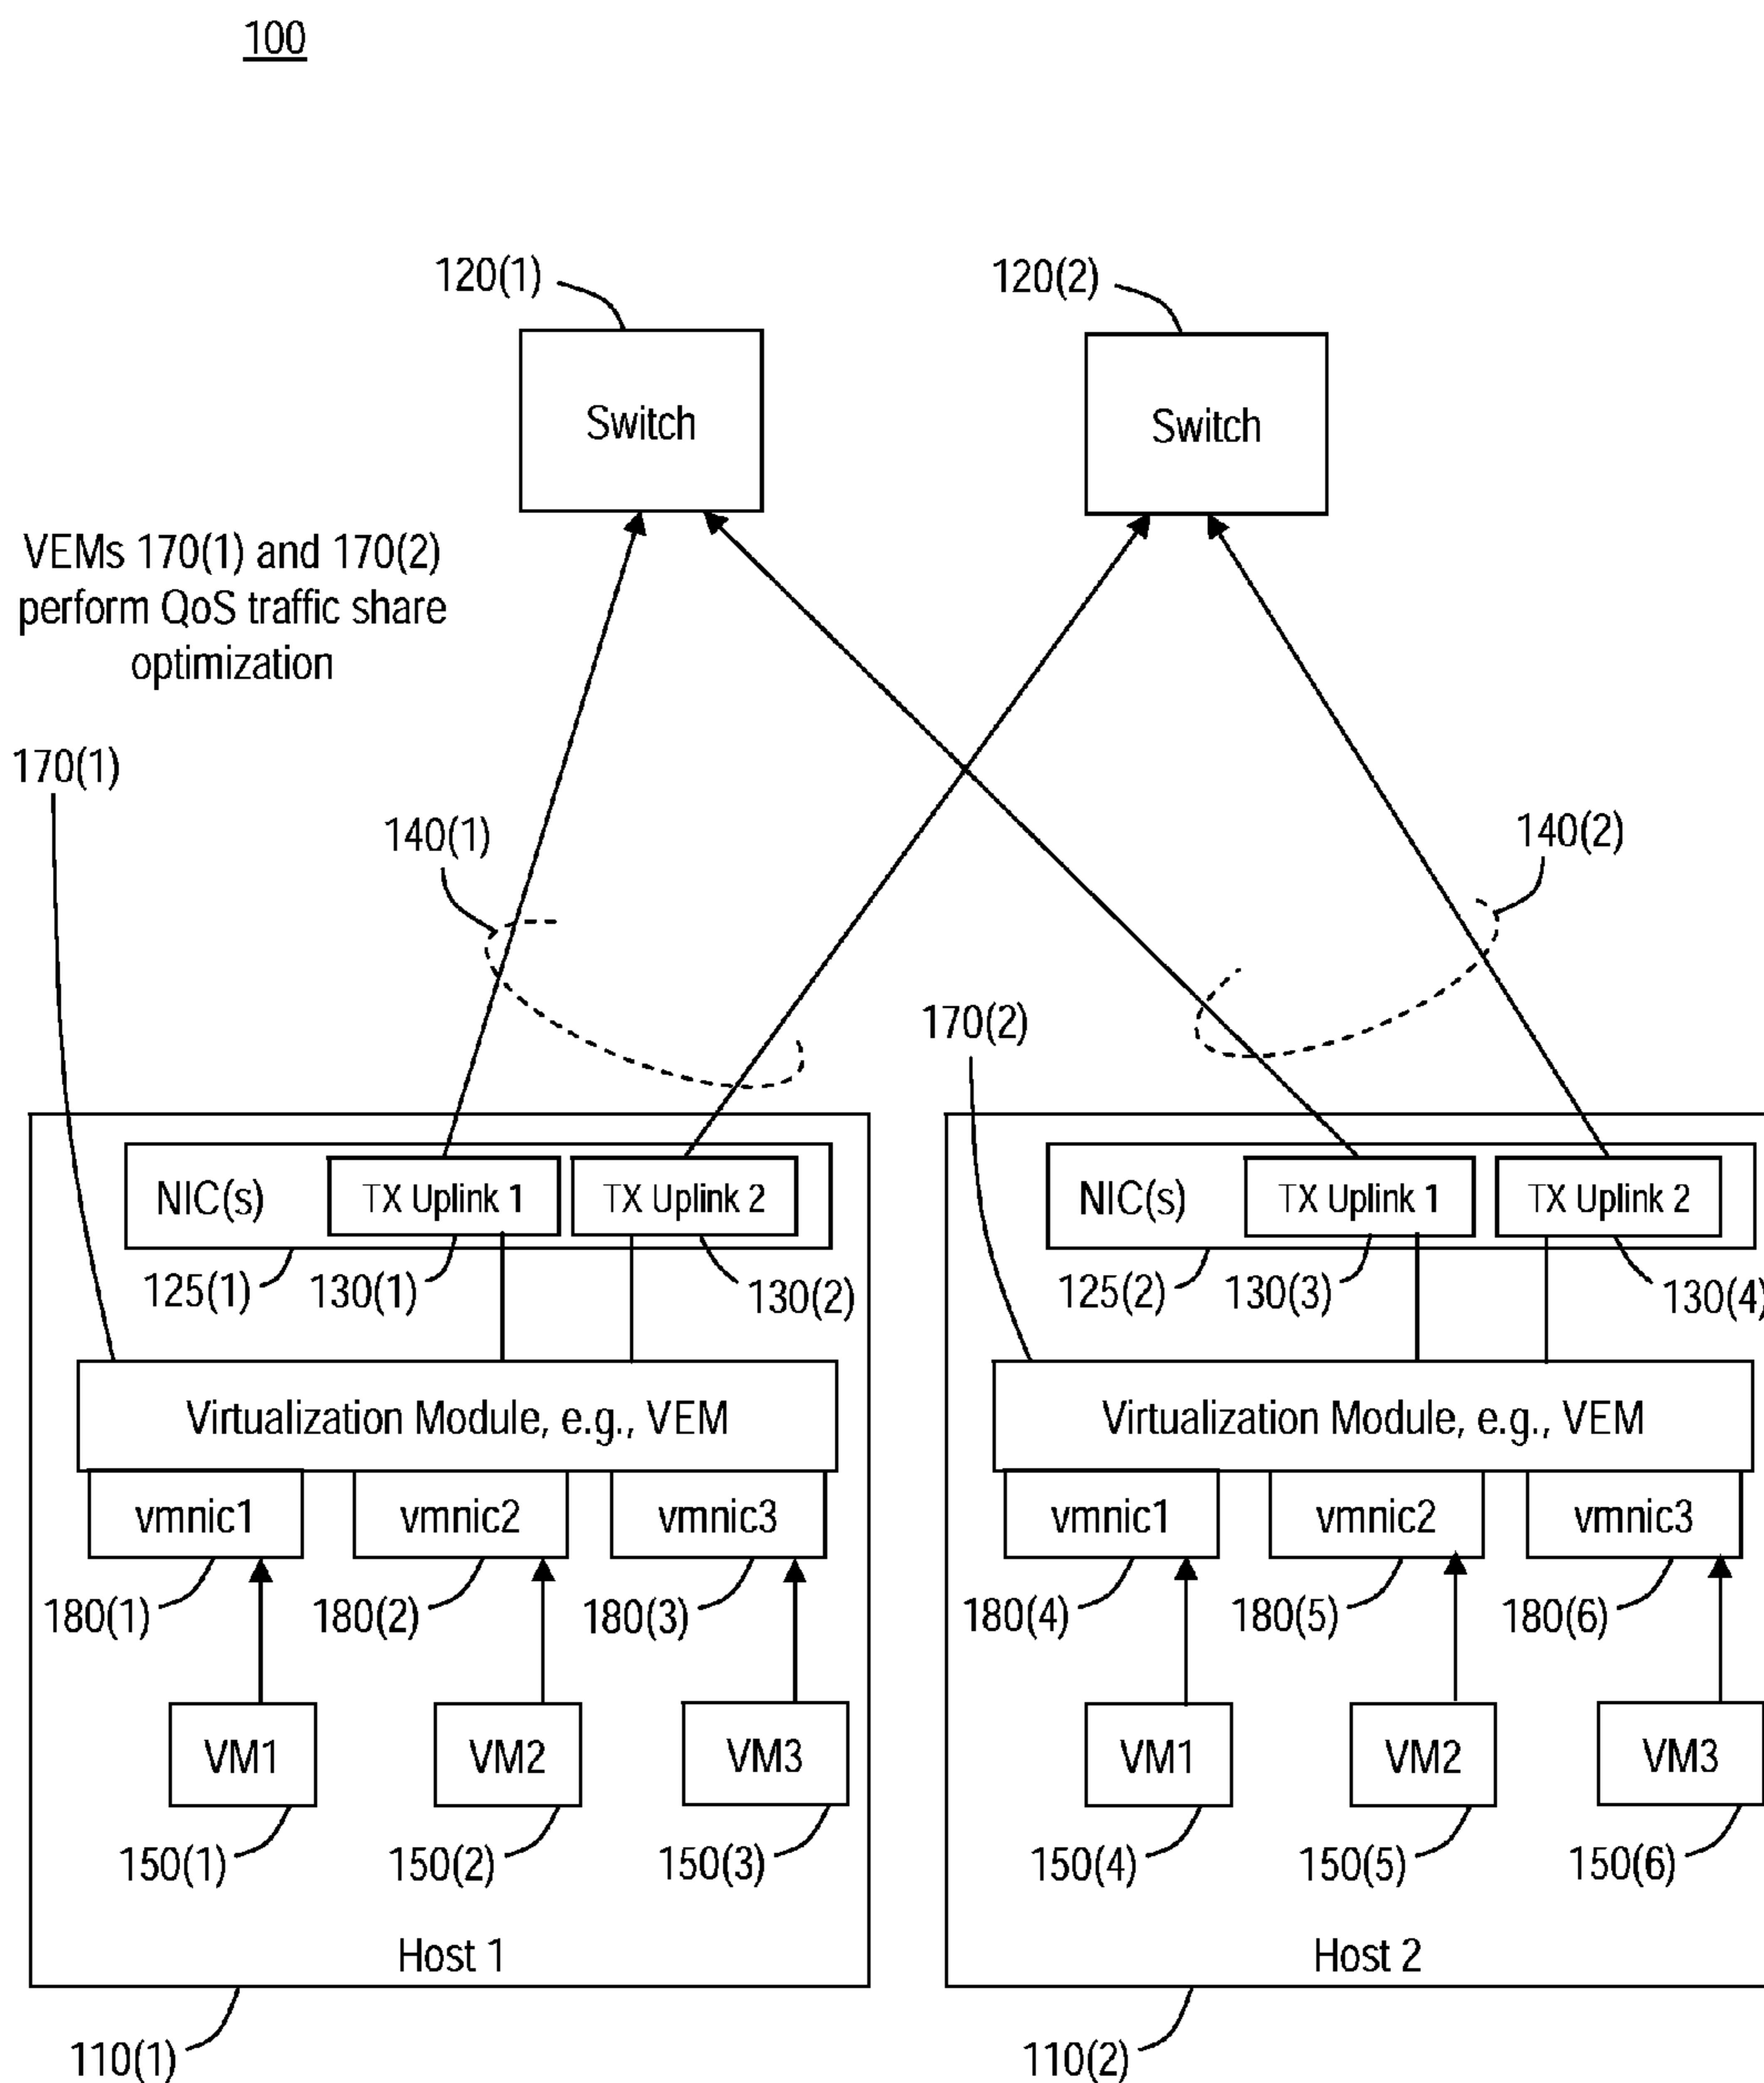 100
120(1)
120(2)
Switch
Switch
VEMs 170(1) and 170(2)
perform QoS traffic share
optimization
170(1)
140(1)
140(2)
170(2)
NIC(s)
TX Uplink 1
TX Uplink 2
NIC(s)
TX Uplink 1
TX Uplink 2
125(1)
130(1)
130(2)
125(2)
130(3)
130(4)
Virtualization Module, e.g., VEM
Virtualization Module, e.g., VEM
vmnic1
vmnic2
vmnic3
vmnic1
vmnic2
vmnic3
180(1)
180(2)
180(3)
180(4)
180(5)
180(6)
VM1
VM2
VM3
VM1
VM2
VM3
150(1)
150(2)
150(3)
150(4)
150(5)
150(6)
Host 1
Host 2
110(1)
110(2)